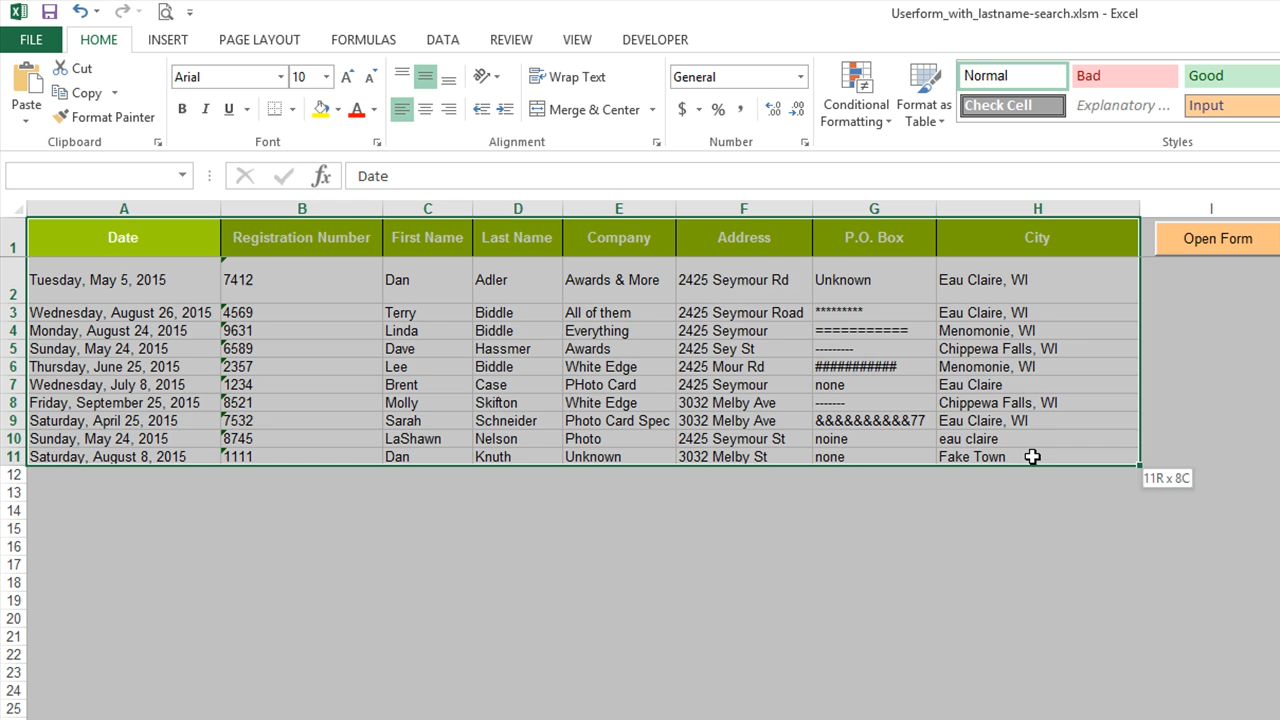 Userform_with_lastname-search.xlsm - Excel
FILE HOME INSERT PAGE LAYOUT FORMULAS DATA REVIEW VIEW DEVELOPER
Paste
Cut
Copy
Format Painter
Clipboard
Arial 10
B I U
Font
Wrap Text
Merge & Center
Alignment
General
$ % ,
Number
Conditional Formatting
Format as Table
Normal Bad Good
Check Cell Explanatory ... Input
Styles
fx Date
A B C D E F G H I
1 Date Registration Number First Name Last Name Company Address P.O. Box City Open Form
2 Tuesday, May 5, 2015 7412 Dan Adler Awards & More 2425 Seymour Rd Unknown Eau Claire, WI
3 Wednesday, August 26, 2015 4569 Terry Biddle All of them 2425 Seymour Road ********* Eau Claire, WI
4 Monday, August 24, 2015 9631 Linda Biddle Everything 2425 Seymour =========== Menomonie, WI
5 Sunday, May 24, 2015 6589 Dave Hassmer Awards 2425 Sey St --------- Chippewa Falls, WI
6 Thursday, June 25, 2015 2357 Lee Biddle White Edge 2425 Mour Rd ########### Menomonie, WI
7 Wednesday, July 8, 2015 1234 Brent Case PHoto Card 2425 Seymour none Eau Claire
8 Friday, September 25, 2015 8521 Molly Skifton White Edge 3032 Melby Ave ------- Chippewa Falls, WI
9 Saturday, April 25, 2015 7532 Sarah Schneider Photo Card Spec 3032 Melby Ave &&&&&&&&&&77 Eau Claire, WI
10 Sunday, May 24, 2015 8745 LaShawn Nelson Photo 2425 Seymour St noine eau claire
11 Saturday, August 8, 2015 1111 Dan Knuth Unknown 3032 Melby St none Fake Town
11R x 8C
12
13
14
15
16
17
18
19
20
21
22
23
24
25